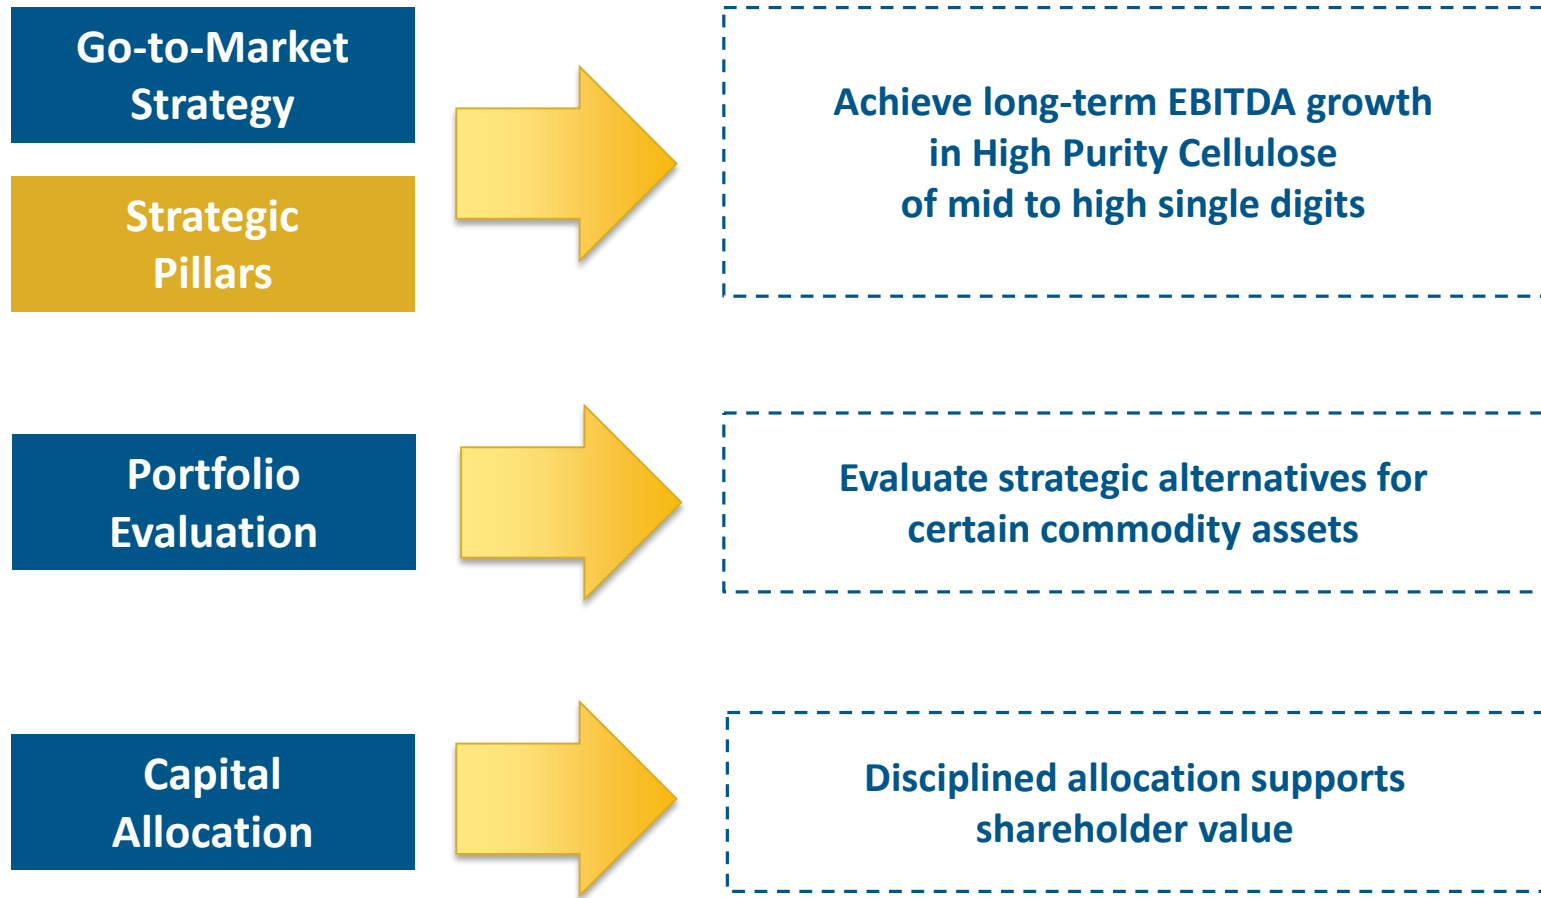 Go-to-Market
Strategy
Strategic
Pillars
Achieve long-term EBITDA growth
in High Purity Cellulose
of mid to high single digits
Portfolio
Evaluation
Evaluate strategic alternatives for
certain commodity assets
Capital
Allocation
Disciplined allocation supports
shareholder value